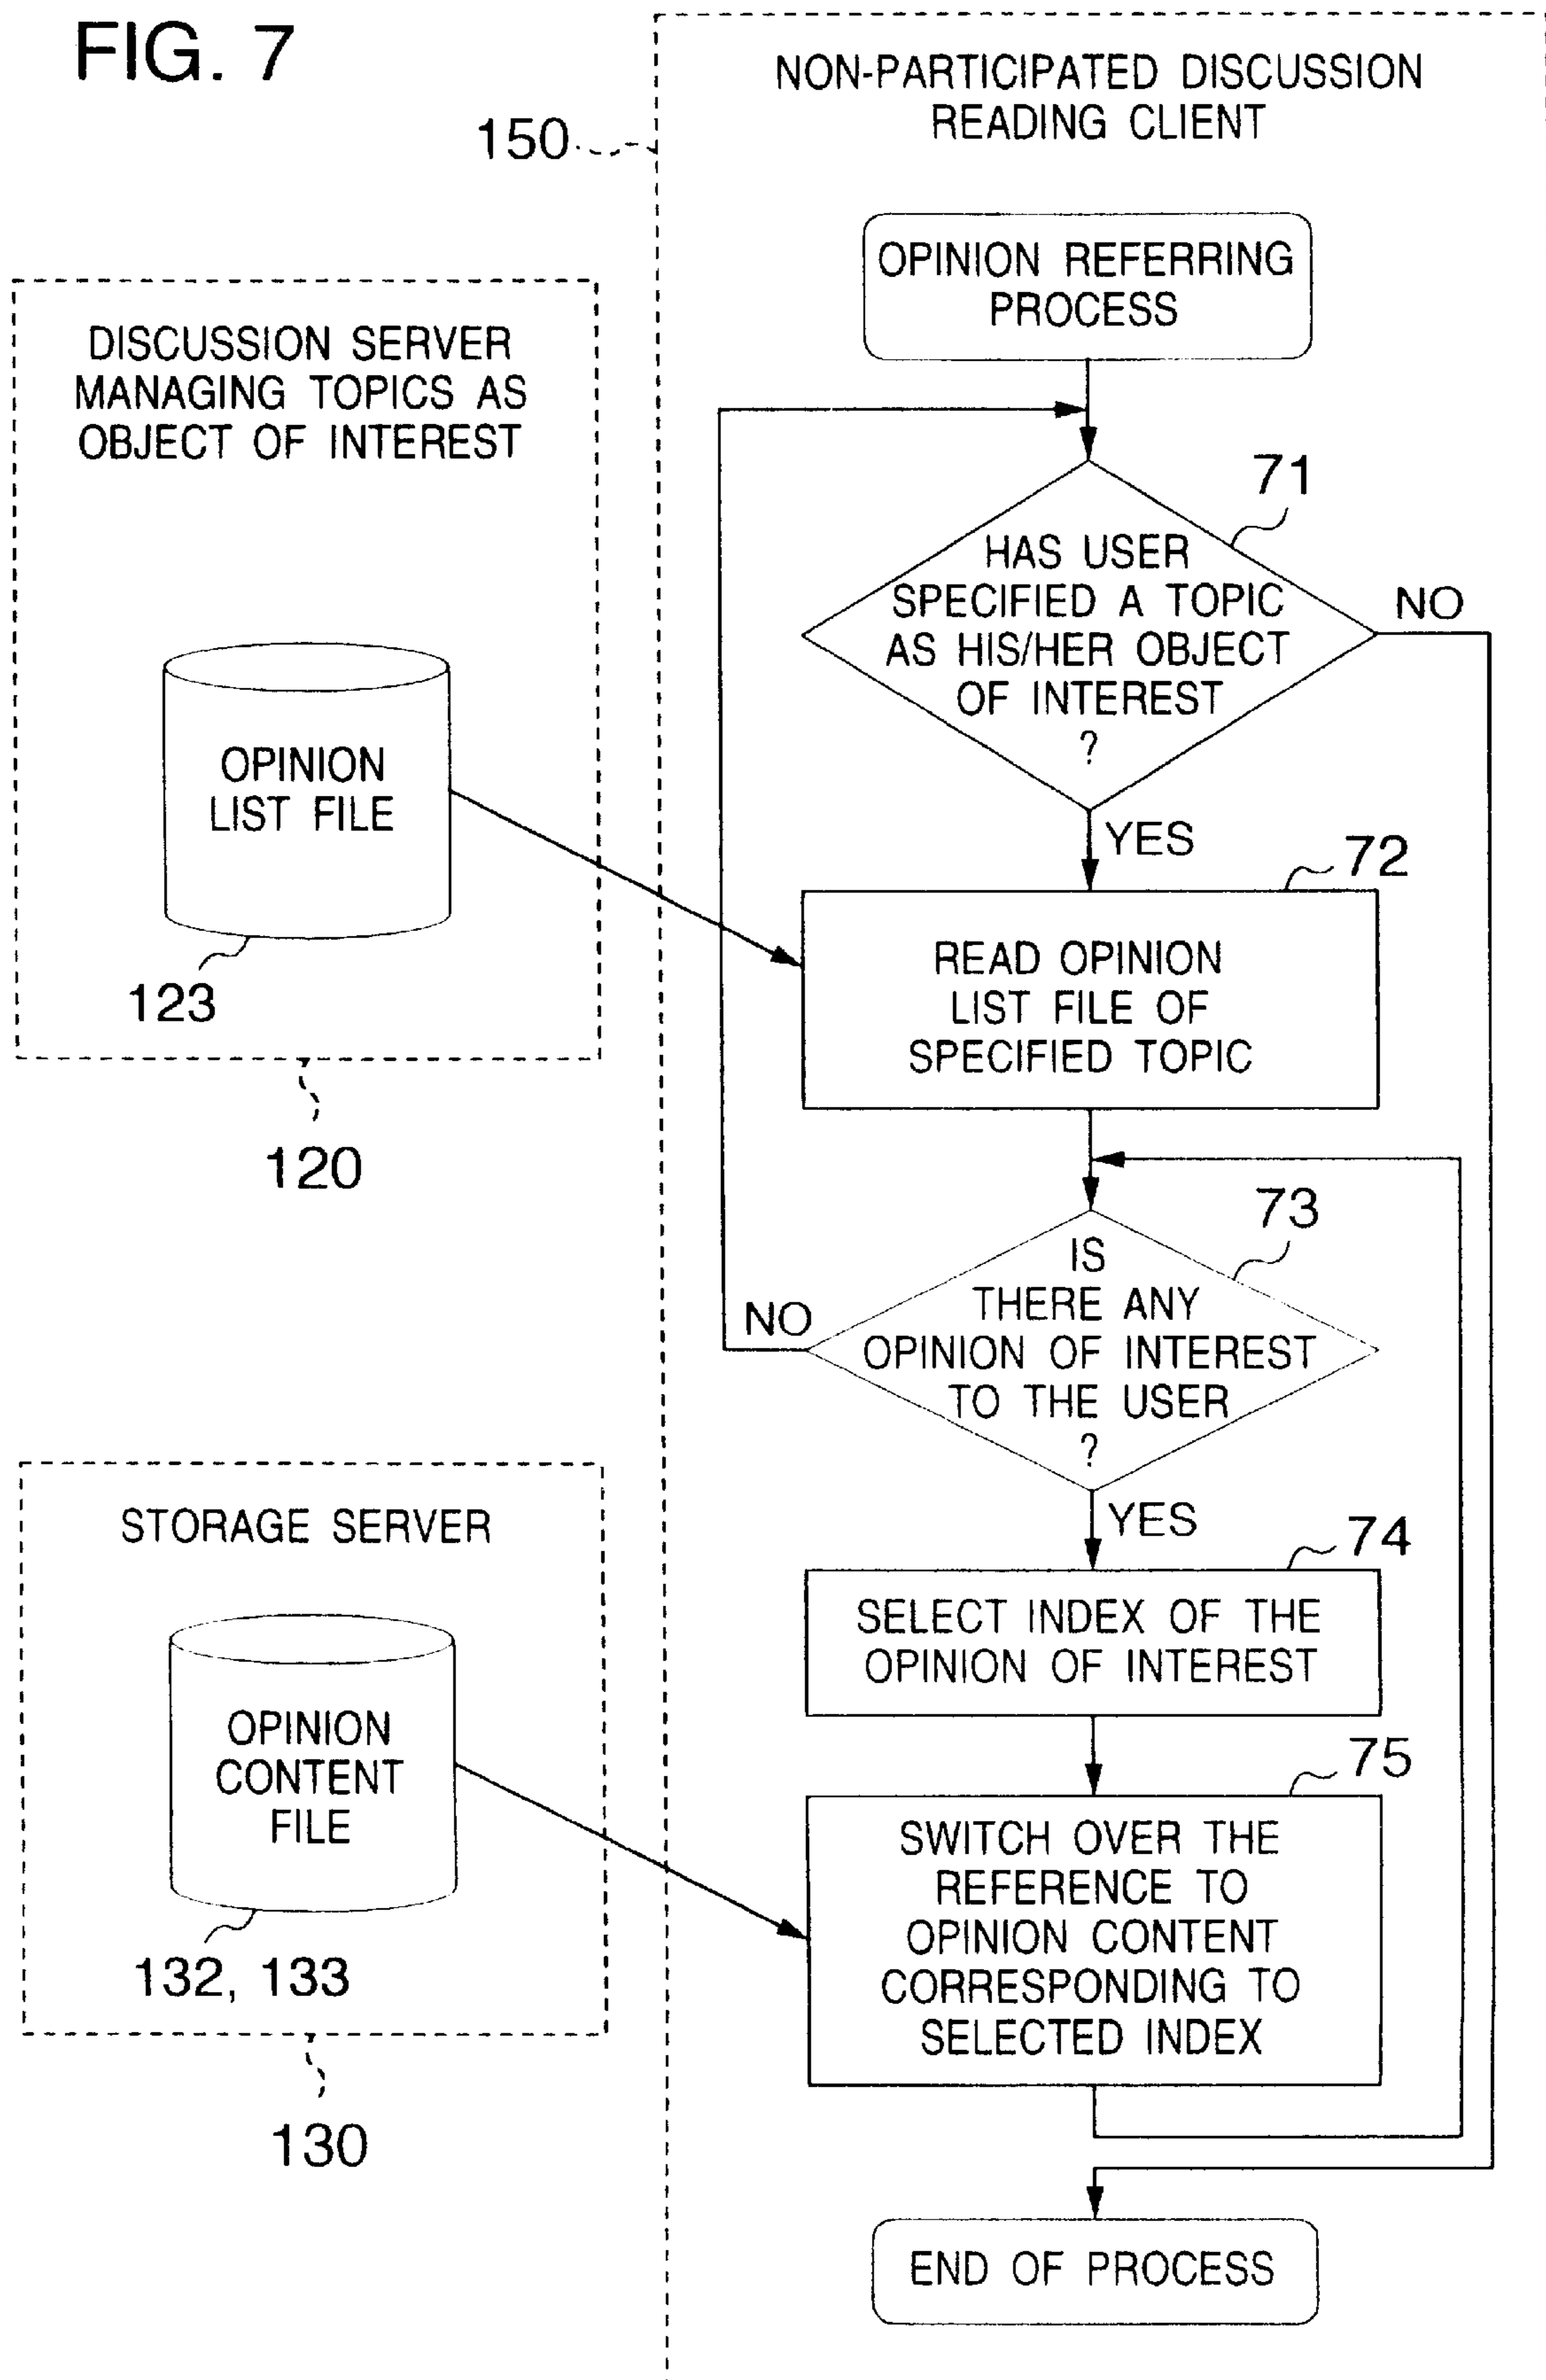 FIG. 7
150
NON-PARTICIPATED DISCUSSION
READING CLIENT
OPINION REFERRING
PROCESS
DISCUSSION SERVER
MANAGING TOPICS AS
OBJECT OF INTEREST
71
HAS USER
SPECIFIED A TOPIC
AS HIS/HER OBJECT
OF INTEREST
?
NO
OPINION
LIST FILE
YES
72
READ OPINION
LIST FILE OF
SPECIFIED TOPIC
123
120
73
IS
THERE ANY
OPINION OF INTEREST
TO THE USER
?
NO
YES
STORAGE SERVER
74
SELECT INDEX OF THE
OPINION OF INTEREST
OPINION
CONTENT
FILE
75
SWITCH OVER THE
REFERENCE TO
OPINION CONTENT
CORRESPONDING TO
SELECTED INDEX
132, 133
130
END OF PROCESS